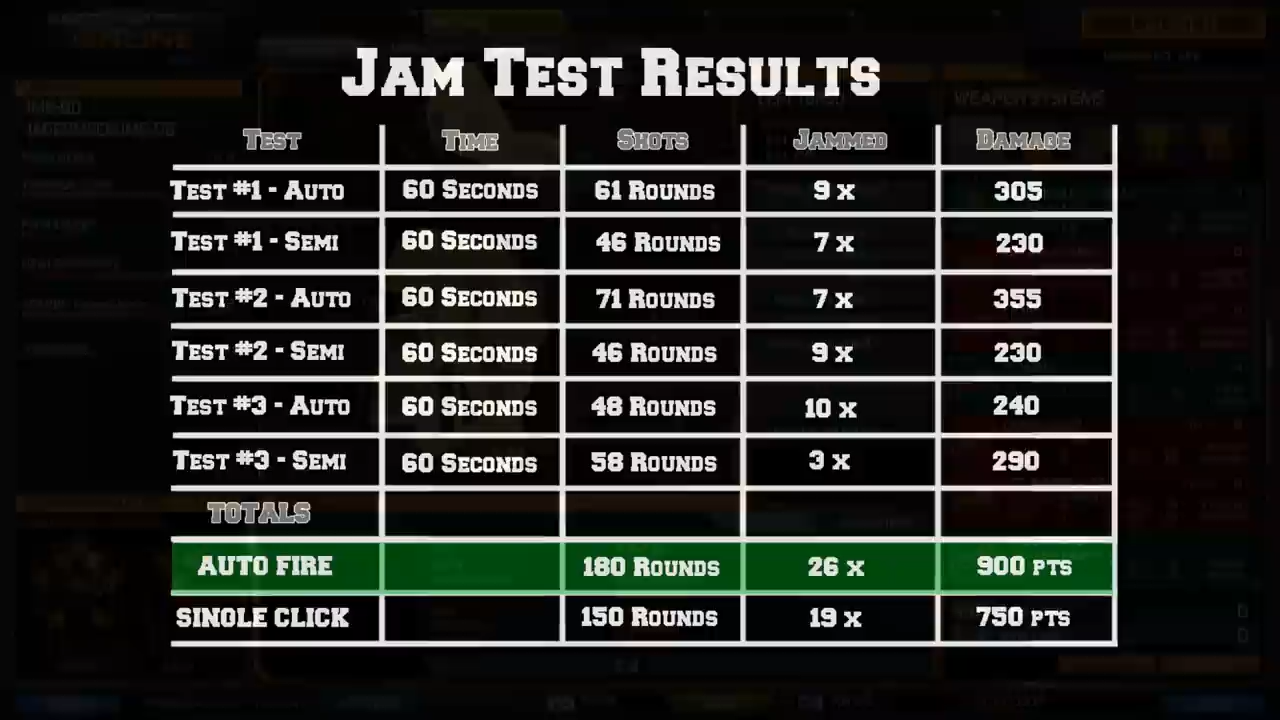 Jam Test Results
Test Time Shots Jammed Damage
Test #1 - Auto 60 Seconds 61 Rounds 9 x 305
Test #1 - Semi 60 Seconds 46 Rounds 7 x 230
Test #2 - Auto 60 Seconds 71 Rounds 7 x 355
Test #2 - Semi 60 Seconds 46 Rounds 9 x 230
Test #3 - Auto 60 Seconds 48 Rounds 10 x 240
Test #3 - Semi 60 Seconds 58 Rounds 3 x 290
TOTALS
AUTO FIRE 180 Rounds 26 x 900 PTS
SINGLE CLICK 150 Rounds 19 x 750 PTS
WEAPON SYSTEMS